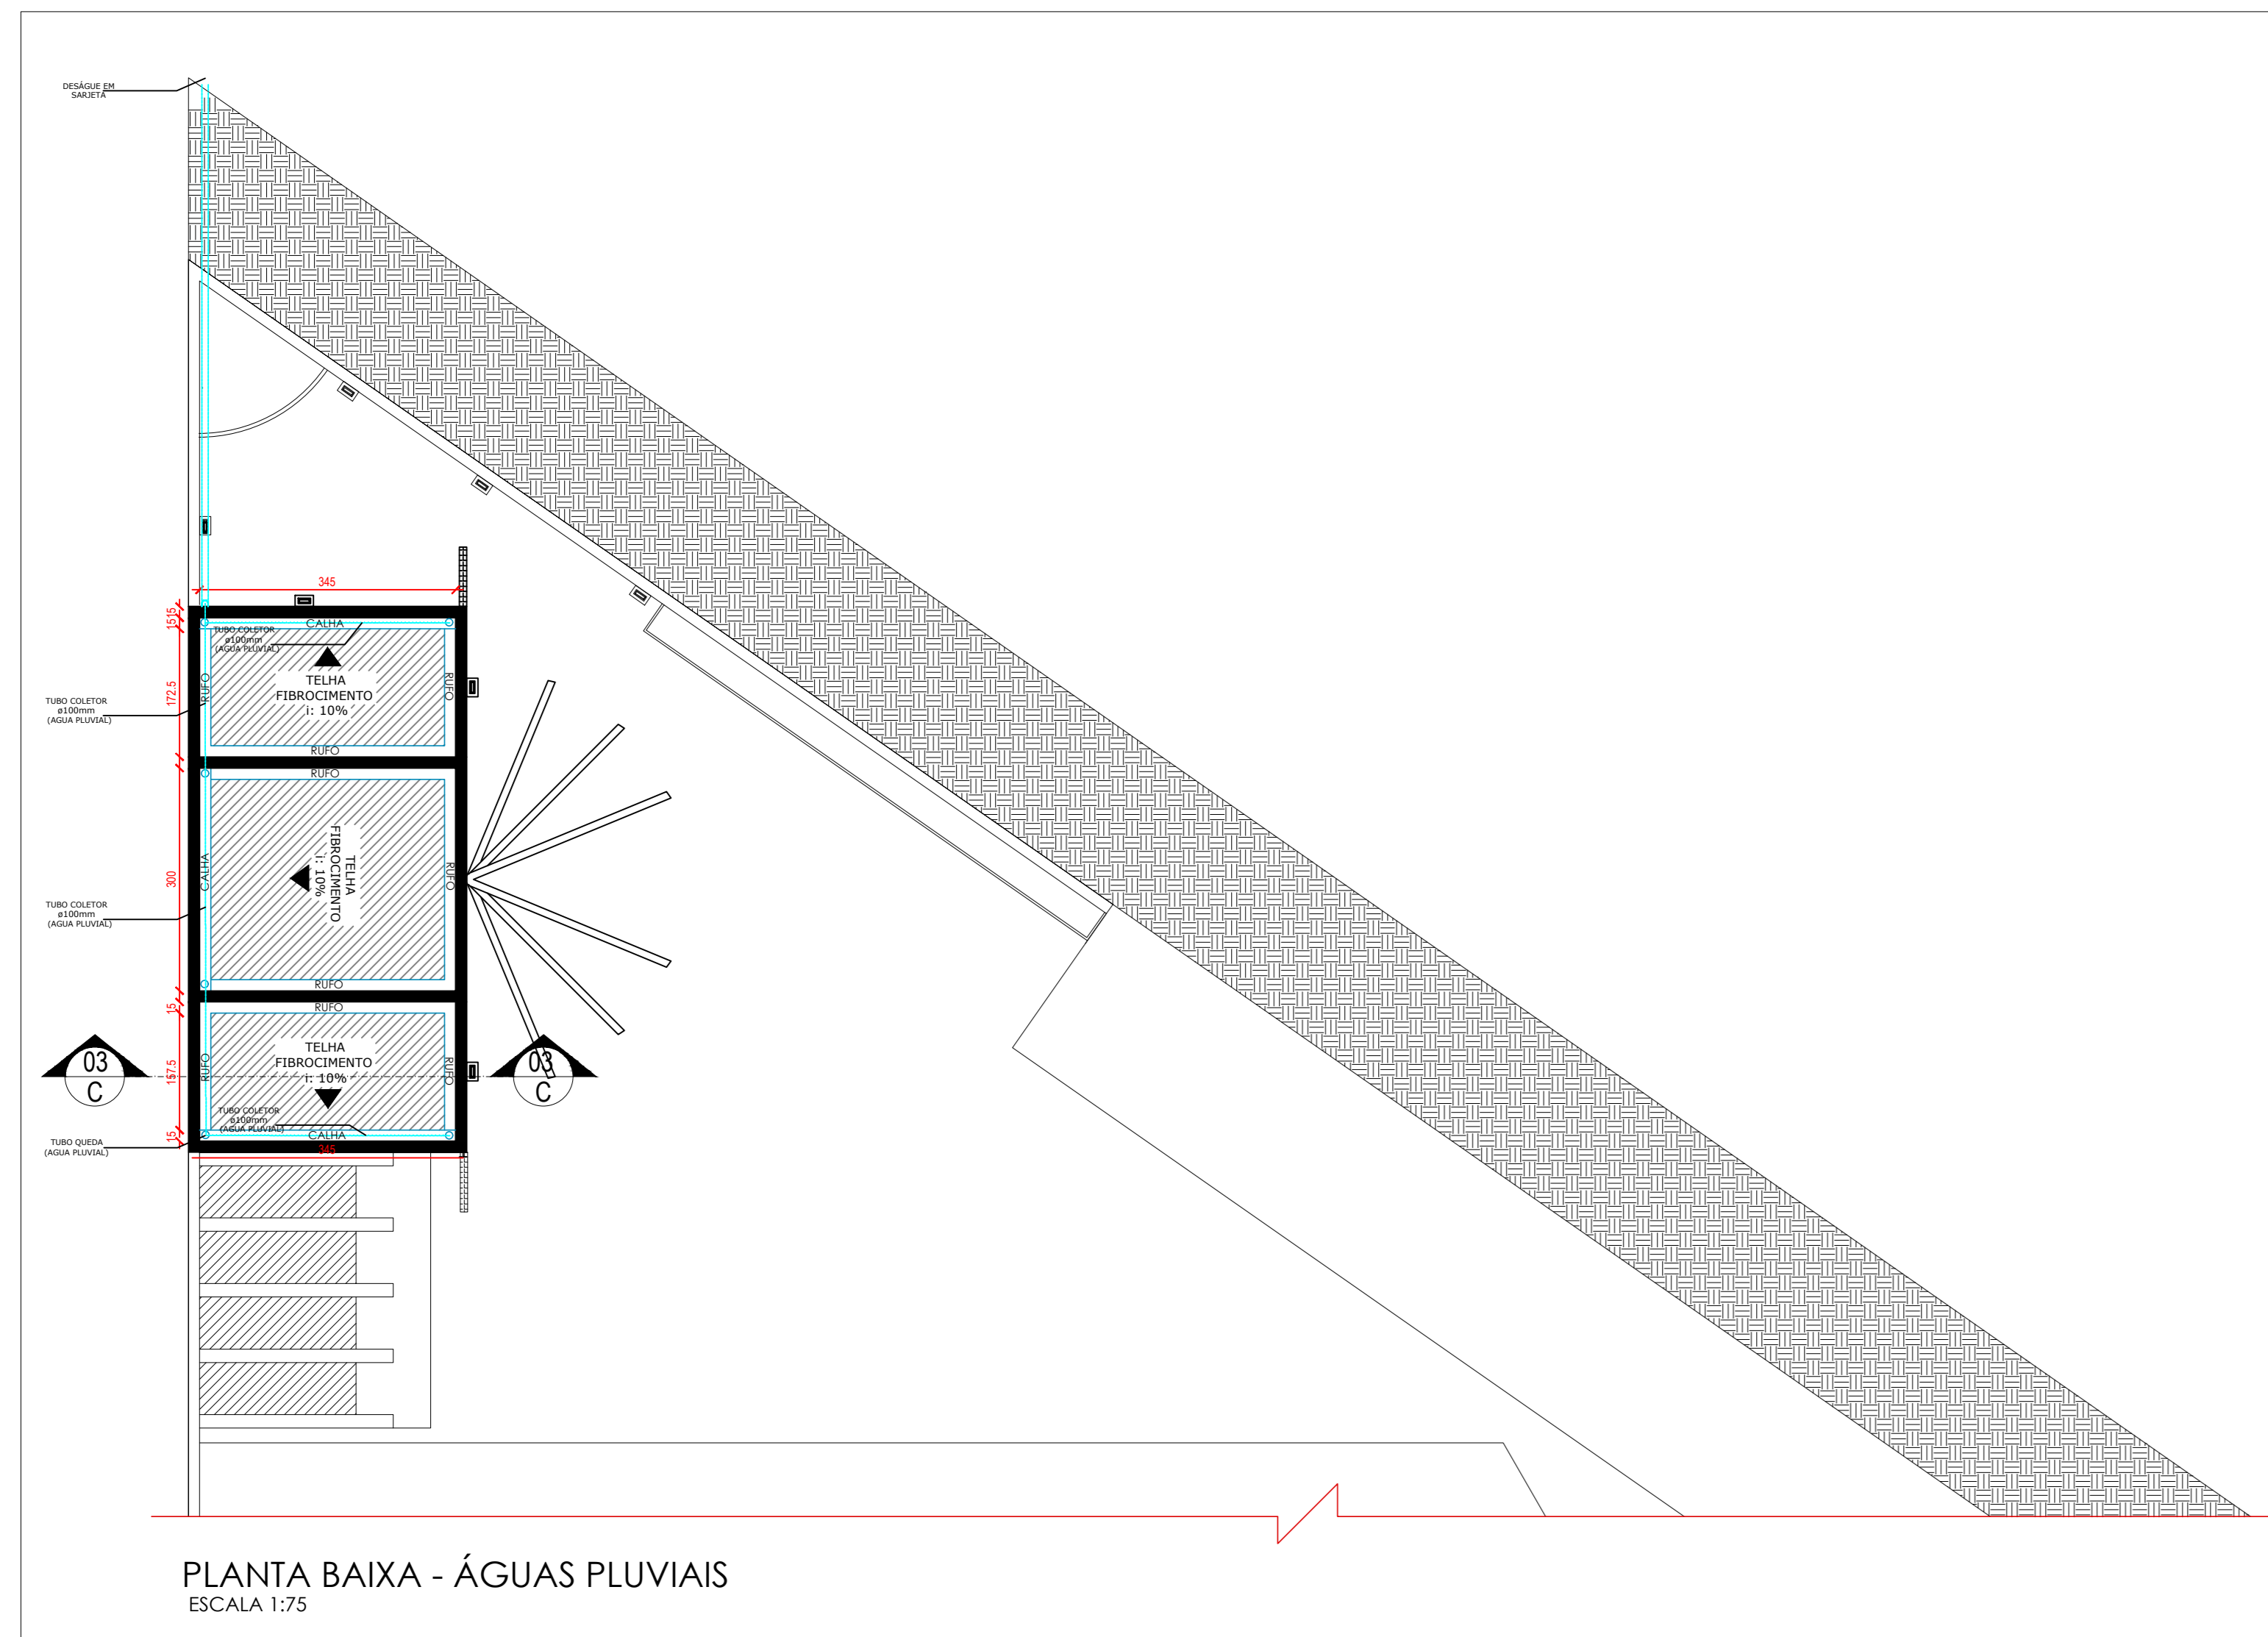 DESÁGUE EM
SARJETA
345
15
15
CALHA
TUBO COLETOR
ø100mm
(AGUA PLUVIAL)
TELHA
FIBROCIMENTO
i: 10%
RUFO
RUFO
172.5
TUBO COLETOR
ø100mm
(AGUA PLUVIAL)
RUFO
RUFO
TELHA
FIBROCIMENTO
i: 10%
CALHA
RUFO
300
TUBO COLETOR
ø100mm
(AGUA PLUVIAL)
RUFO
RUFO
15
TELHA
FIBROCIMENTO
i: 10%
RUFO
RUFO
157.5
03
C
03
C
TUBO COLETOR
ø100mm
(AGUA PLUVIAL)
CALHA
15
TUBO QUEDA
(AGUA PLUVIAL)
345
PLANTA BAIXA - ÁGUAS PLUVIAIS
ESCALA 1:75